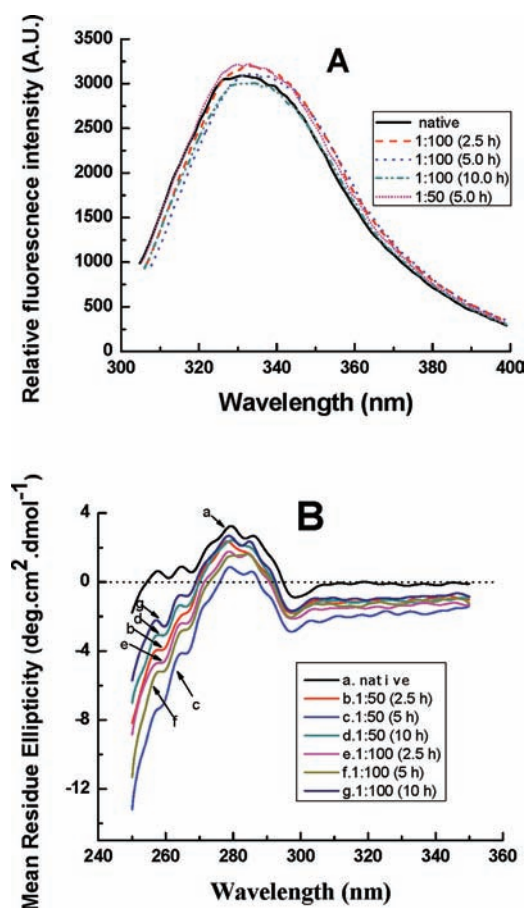 A
Relative fluorescnece intensity (A.U.)
3500
3000
2500
2000
1500
1000
500
0
native
1:100 (2.5 h)
1:100 (5.0 h)
1:100 (10.0 h)
1:50 (5.0 h)
300 320 340 360 380 400
Wavelength (nm)
B
Mean Residue Ellipticity (deg.cm².dmol⁻¹)
4
0
-4
-8
-12
a
g
d
b
e
f
c
a. native
b.1:50 (2.5 h)
c.1:50 (5 h)
d.1:50 (10 h)
e.1:100 (2.5 h)
f.1:100 (5 h)
g.1:100 (10 h)
240 260 280 300 320 340 360
Wavelength (nm)